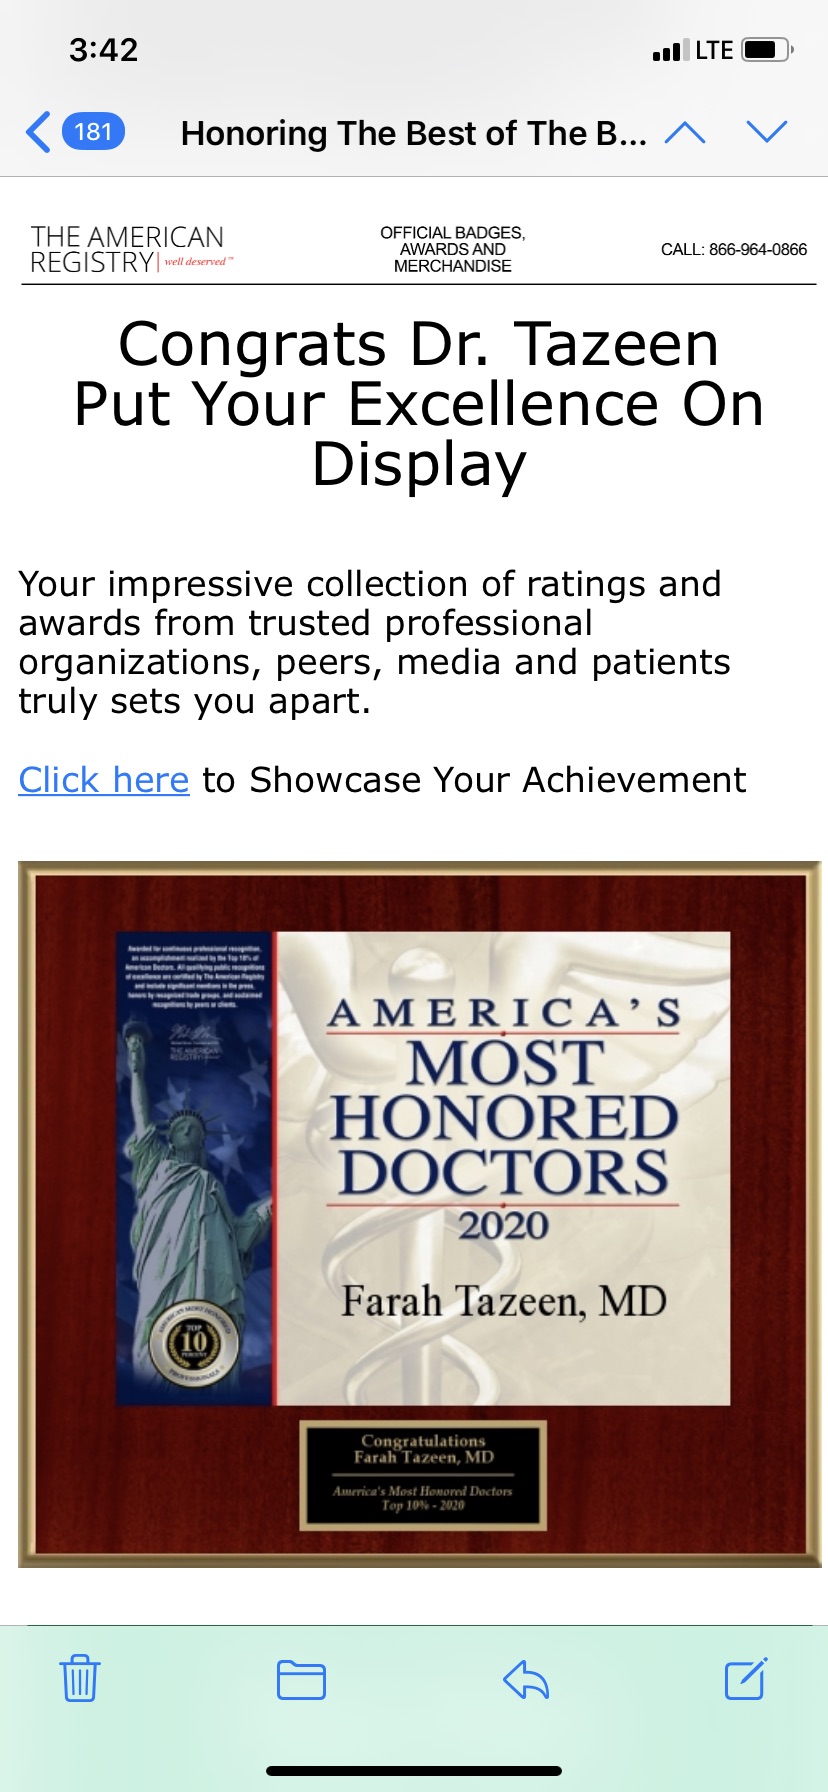 3:42
LTE
181
Honoring The Best of The B...
THE AMERICAN
REGISTRY| well deserved™
OFFICIAL BADGES,
AWARDS AND
MERCHANDISE
CALL: 866-964-0866
Congrats Dr. Tazeen
Put Your Excellence On
Display
Your impressive collection of ratings and
awards from trusted professional
organizations, peers, media and patients
truly sets you apart.
Click here to Showcase Your Achievement
Awarded for continuous professional recognition,
an accomplishment realized by the Top 10% of
American Doctors. All qualifying public recognitions
of excellence are certified by The American Registry
and include significant mentions in the press,
honors by recognized trade groups, and acclaimed
recognitions by peers or clients.
THE AMERICAN
REGISTRY
AMERICA'S
MOST
HONORED
DOCTORS
2020
Farah Tazeen, MD
AMERICA'S MOST HONORED
TOP
10
PERCENT
PROFESSIONALS
Congratulations
Farah Tazeen, MD
America's Most Honored Doctors
Top 10% - 2020